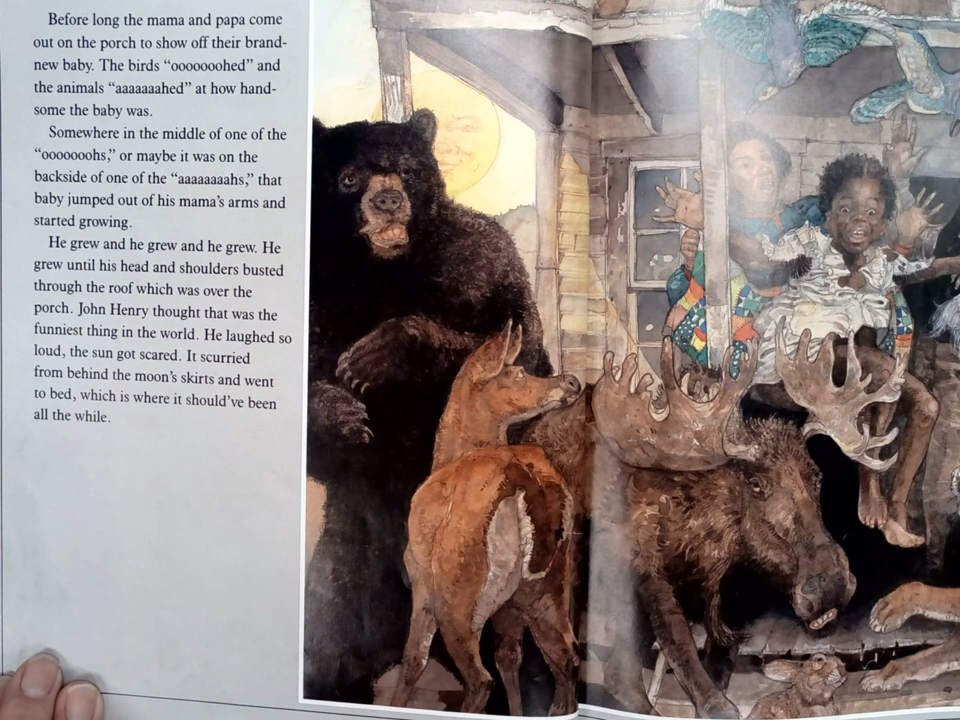 Before long the mama and papa come
out on the porch to show off their brand-
new baby. The birds “ooooooohed” and
the animals “aaaaaaahed” at how hand-
some the baby was.
Somewhere in the middle of one of the
“ooooooohs,” or maybe it was on the
backside of one of the “aaaaaaaahs,” that
baby jumped out of his mama’s arms and
started growing.
He grew and he grew and he grew. He
grew until his head and shoulders busted
through the roof which was over the
porch. John Henry thought that was the
funniest thing in the world. He laughed so
loud, the sun got scared. It scurried
from behind the moon’s skirts and went
to bed, which is where it should’ve been
all the while.